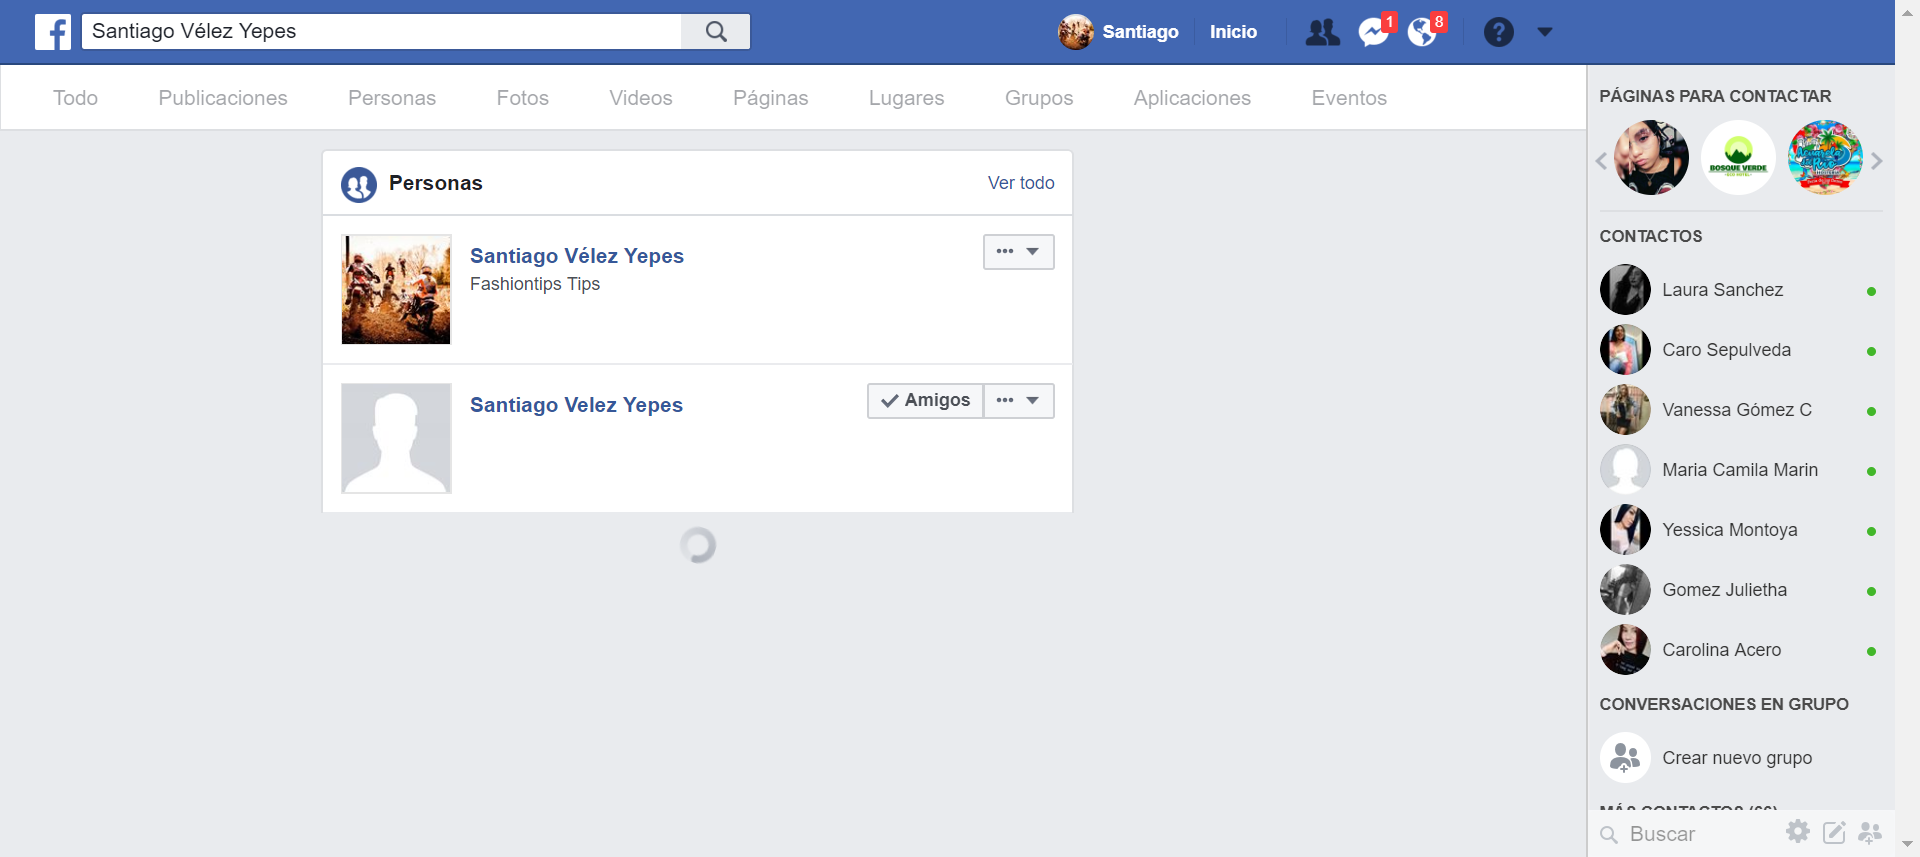 Santiago Vélez Yepes
Santiago
Inicio
1
8
Todo
Publicaciones
Personas
Fotos
Videos
Páginas
Lugares
Grupos
Aplicaciones
Eventos
Personas
Ver todo
Santiago Vélez Yepes
Fashiontips Tips
Santiago Velez Yepes
Amigos
PÁGINAS PARA CONTACTAR
BOSQUE VERDE
CONTACTOS
Laura Sanchez
Caro Sepulveda
Vanessa Gómez C
Maria Camila Marin
Yessica Montoya
Gomez Julietha
Carolina Acero
CONVERSACIONES EN GRUPO
Crear nuevo grupo
MÁS CONTACTOS (66)
Buscar